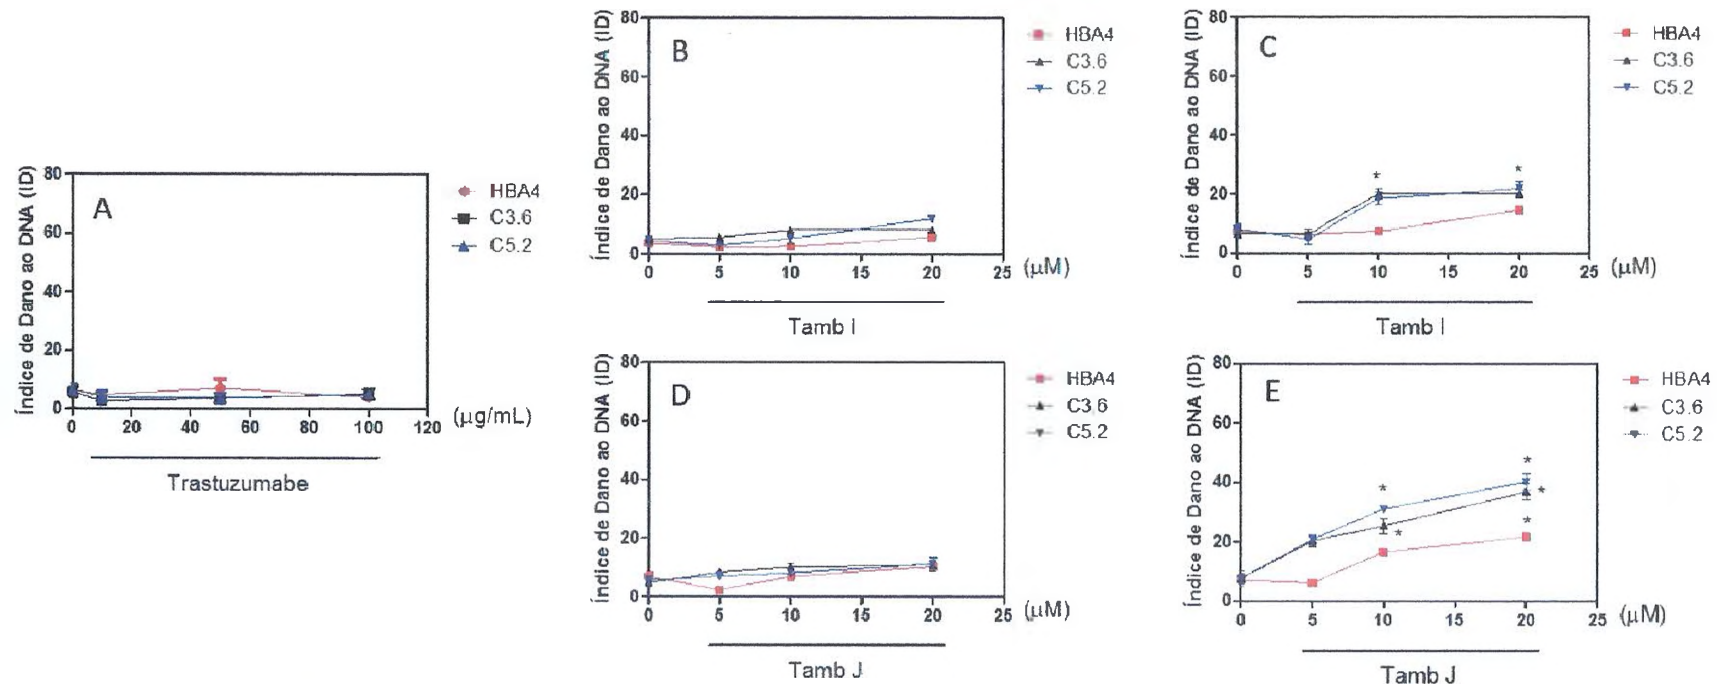 Índice de Dano ao DNA (ID)
80
60
40
20
0
A
0 20 40 60 80 100 120 (µg/mL)
Trastuzumabe
HBA4
C3.6
C5.2
Índice de Dano ao DNA (ID)
80
60
40
20
0
B
0 5 10 15 20 25 (µM)
Tamb I
HBA4
C3.6
C5.2
Índice de Dano ao DNA (ID)
80
60
40
20
0
C
*
*
0 5 10 15 20 25 (µM)
Tamb I
HBA4
C3.6
C5.2
Índice de Dano ao DNA (ID)
80
60
40
20
0
D
0 5 10 15 20 25 (µM)
Tamb J
HBA4
C3.6
C5.2
Índice de Dano ao DNA (ID)
80
60
40
20
0
E
*
*
*
*
*
0 5 10 15 20 25 (µM)
Tamb J
HBA4
C3.6
C5.2